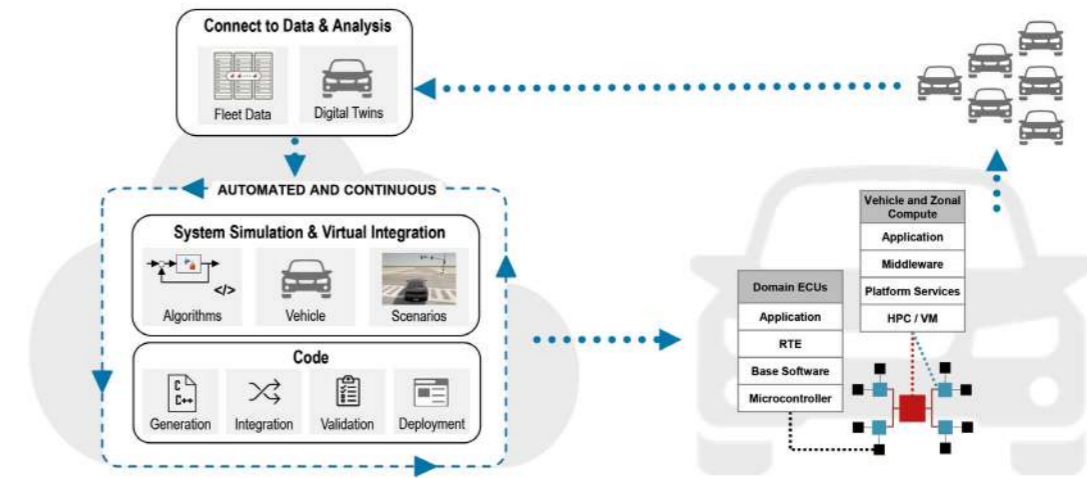 Connect to Data & Analysis
Fleet Data
Digital Twins
AUTOMATED AND CONTINUOUS
System Simulation & Virtual Integration
</>
Algorithms
Vehicle
Scenarios
Code
C
C++
Generation
Integration
Validation
Deployment
Vehicle and Zonal
Compute
Application
Middleware
Platform Services
HPC / VM
Domain ECUs
Application
RTE
Base Software
Microcontroller